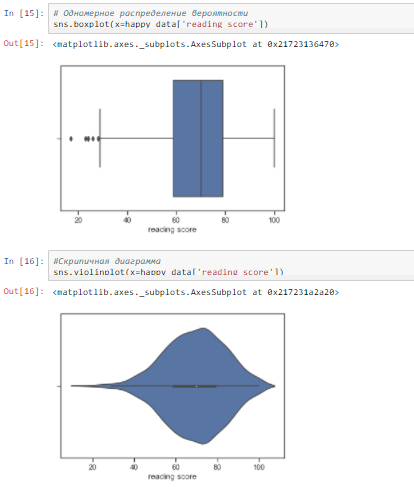 In [15]: # Одномерное распределение вероятности
sns.boxplot(x=happy_data['reading score'])
Out[15]: <matplotlib.axes._subplots.AxesSubplot at 0x21723136470>
20 40 60 80 100
reading score
In [16]: #Скрипичная диаграмма
sns.violinplot(x=happy_data['reading score'])
Out[16]: <matplotlib.axes._subplots.AxesSubplot at 0x217231a2a20>
20 40 60 80 100
reading score